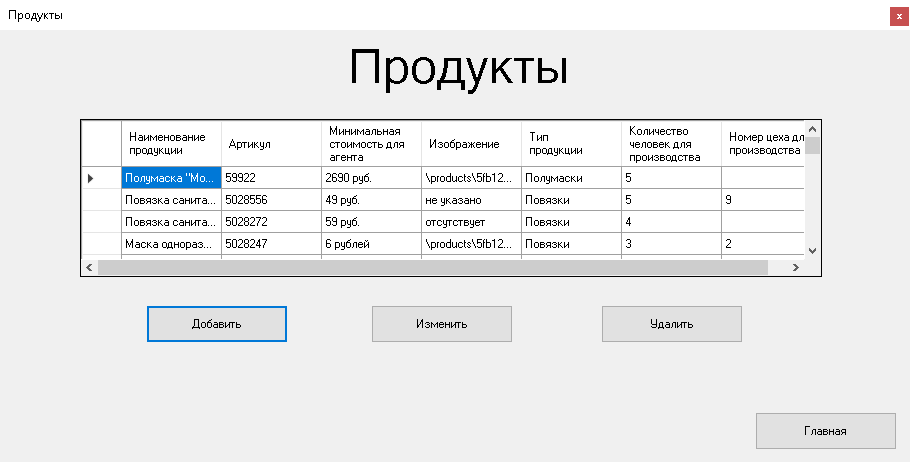 Продукты
x
Продукты
Наименование продукции Артикул Минимальная стоимость для агента Изображение Тип продукции Количество человек для производства Номер цеха дл производства
Полумаска "Мо... 59922 2690 руб. \products\5fb12... Полумаски 5
Повязка санита... 5028556 49 руб. не указано Повязки 5 9
Повязка санита... 5028272 59 руб. отсутствует Повязки 4
Маска однораз... 5028247 6 рублей \products\5fb12... Повязки 3 2
Добавить Изменить Удалить
Главная